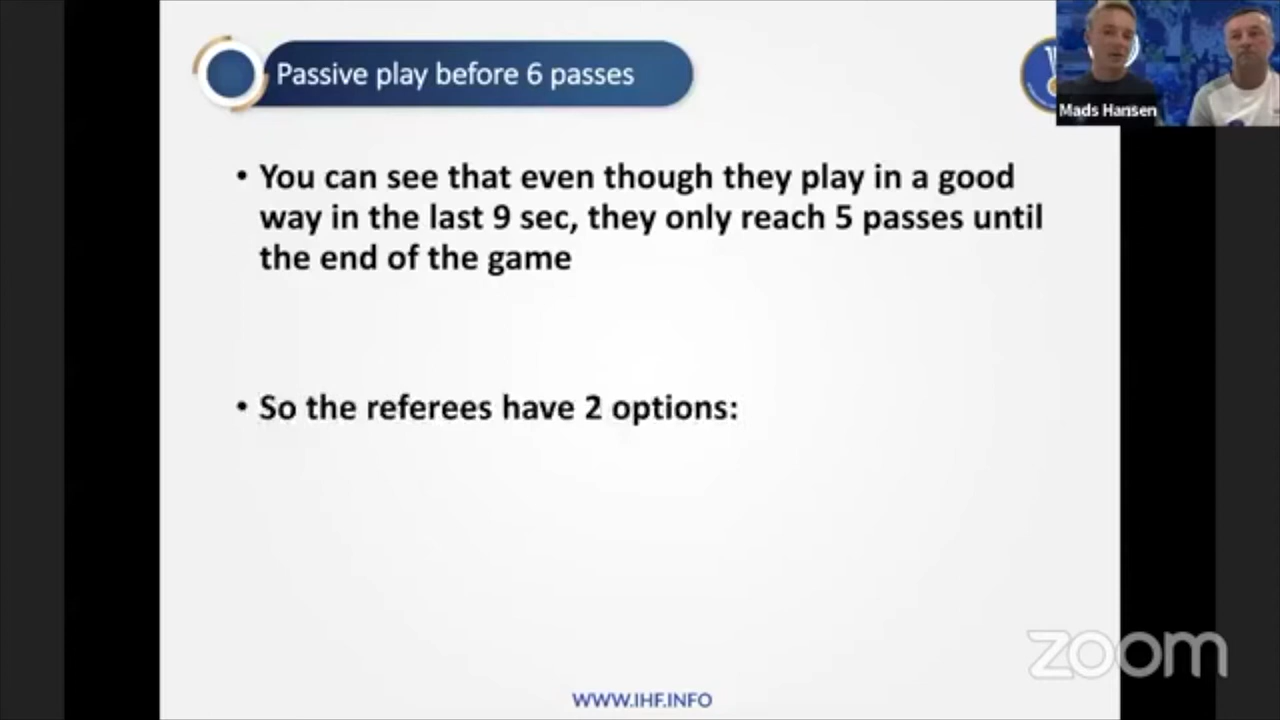 Passive play before 6 passes
Mads Hansen
• You can see that even though they play in a good
way in the last 9 sec, they only reach 5 passes until
the end of the game
• So the referees have 2 options:
zoom
WWW.IHF.INFO